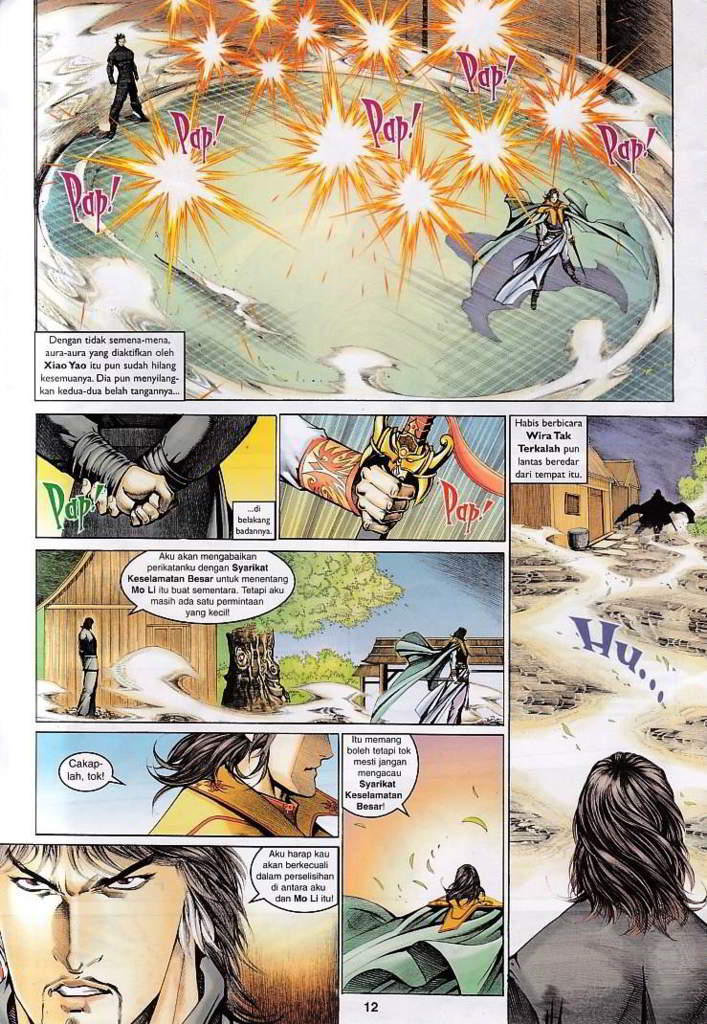 Pap!
Pap!
Pap!
Pap!
Pap!
Dengan tidak semena-mena,
aura-aura yang diaktifkan oleh
Xiao Yao itu pun sudah hilang
kesemuanya. Dia pun menyilang-
kan kedua-dua belah tangannya...
Pap!
...di
belakang
badannya.
Pap!
Habis berbicara
Wira Tak
Terkalah pun
lantas beredar
dari tempat itu.
Aku akan mengabaikan
perikatanku dengan Syarikat
Keselamatan Besar untuk menentang
Mo Li itu buat sementara. Tetapi aku
masih ada satu permintaan
yang kecil!
Hu...
Cakap-
lah, tok!
Itu memang
boleh tetapi tok
mesti jangan
mengacau
Syarikat
Keselamatan
Besar!
Aku harap kau
akan berkecuali
dalam perselisihan
di antara aku
dan Mo Li itu!
12